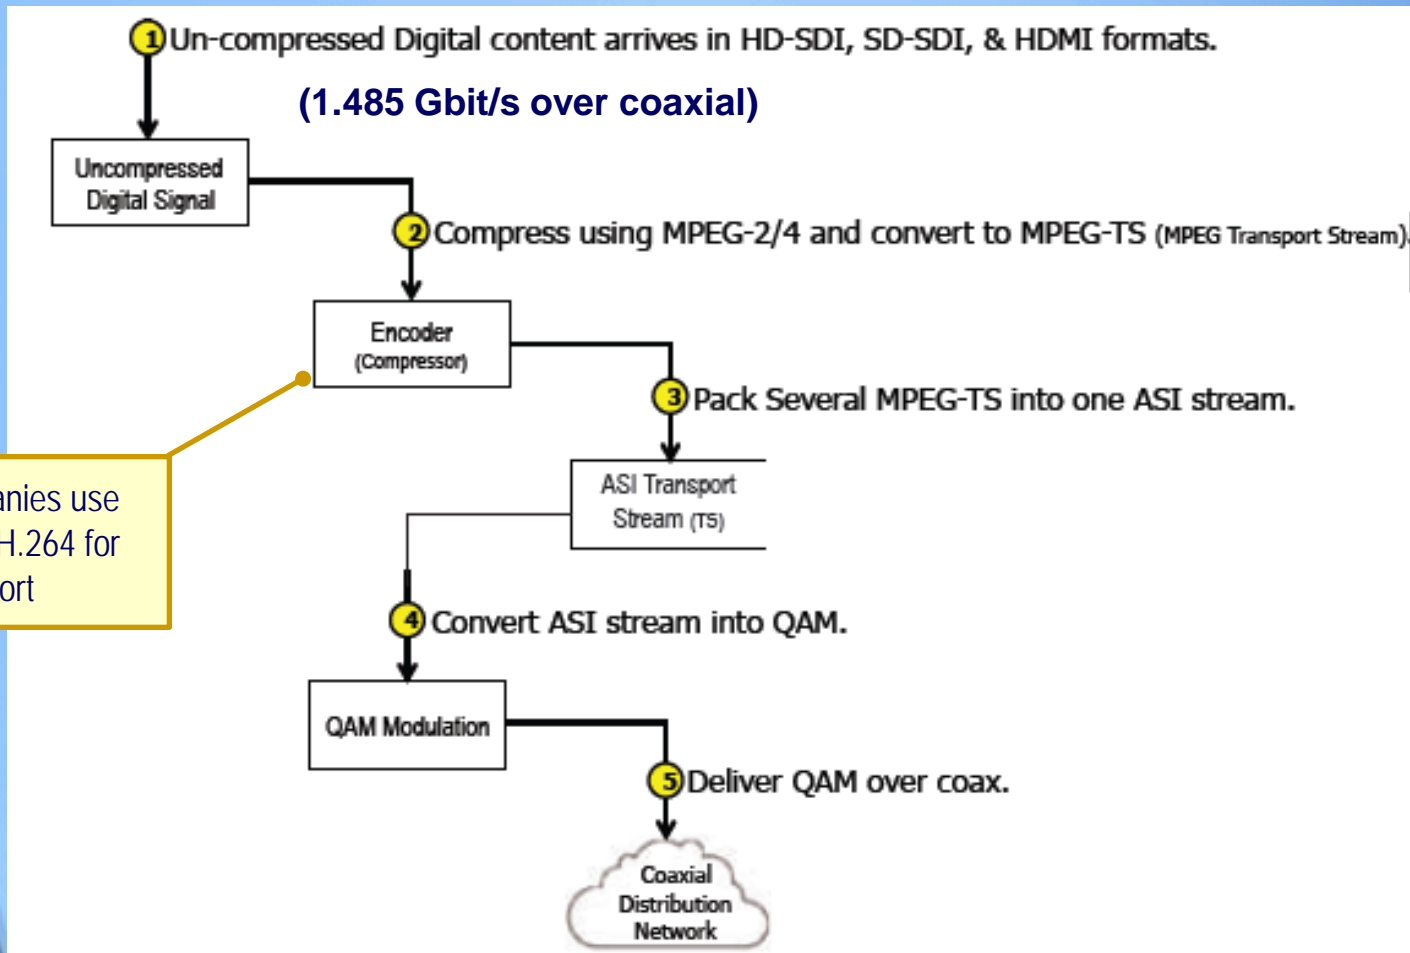 1 Un-compressed Digital content arrives in HD-SDI, SD-SDI, & HDMI formats.
(1.485 Gbit/s over coaxial)
Uncompressed
Digital Signal
2 Compress using MPEG-2/4 and convert to MPEG-TS (MPEG Transport Stream).
Encoder
(Compressor)
3 Pack Several MPEG-TS into one ASI stream.
use
H.264 for
ASI Transport
Stream (TS)
4 Convert ASI stream into QAM.
QAM Modulation
5 Deliver QAM over coax.
Coaxial
Distribution
Network